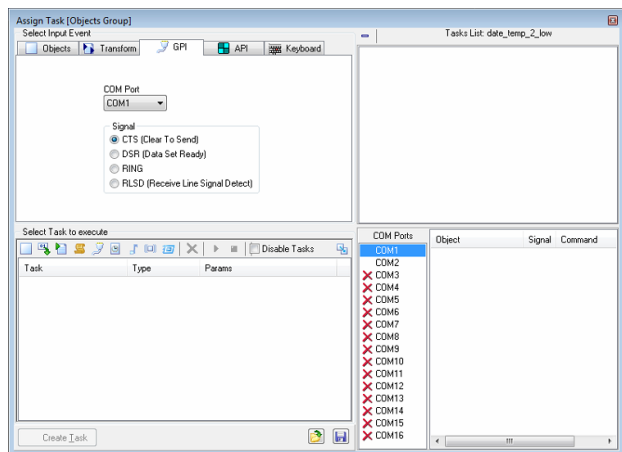 Assign Task [Objects Group]
Select Input Event
Objects Transform GPI API Keyboard
COM Port
COM1
Signal
CTS (Clear To Send)
DSR (Data Set Ready)
RING
RLSD (Receive Line Signal Detect)
Tasks List: date_temp_2_low
Select Task to execute
Disable Tasks
Task Type Params
Create Task
COM Ports
COM1
COM2
COM3
COM4
COM5
COM6
COM7
COM8
COM9
COM10
COM11
COM12
COM13
COM14
COM15
COM16
Object Signal Command